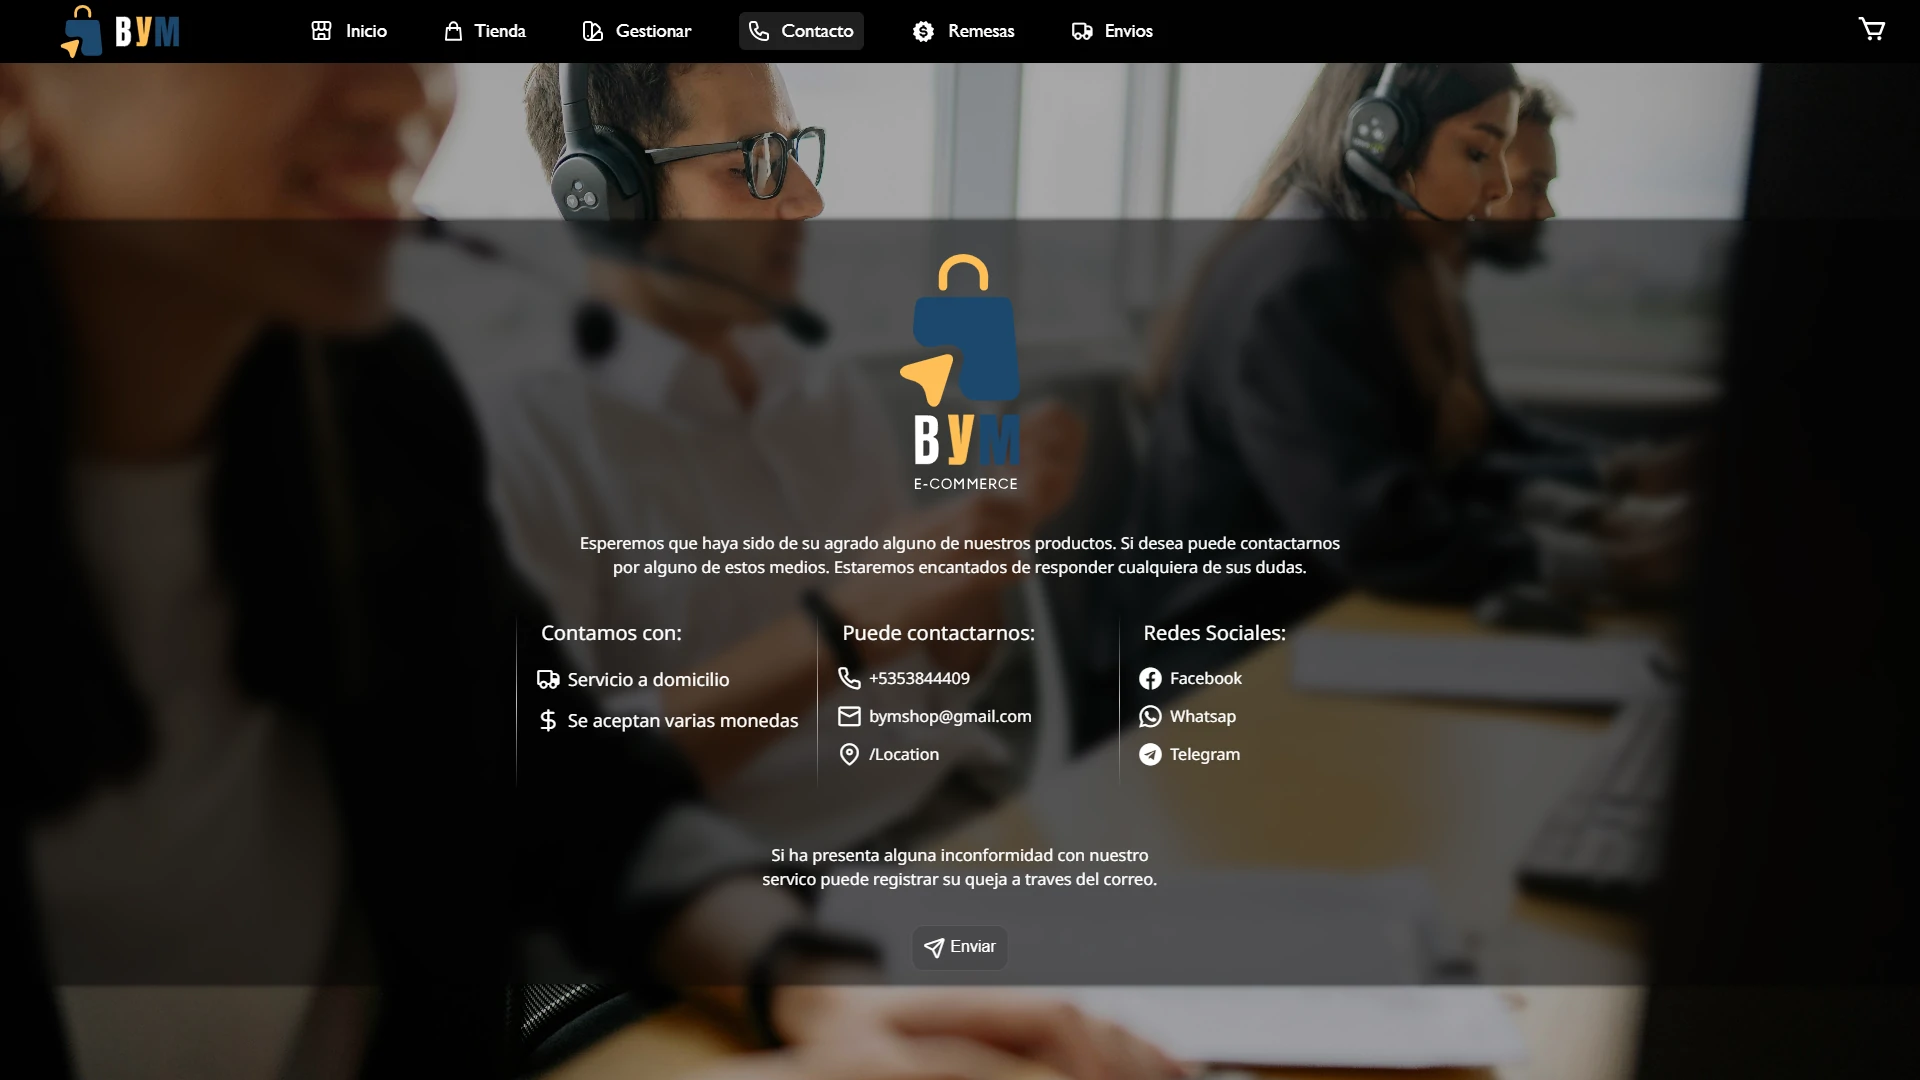 BYM
Inicio
Tienda
Gestionar
Contacto
Remesas
Envios
BYM
E-COMMERCE
Esperemos que haya sido de su agrado alguno de nuestros productos. Si desea puede contactarnos
por alguno de estos medios. Estaremos encantados de responder cualquiera de sus dudas.
Contamos con:
Servicio a domicilio
Se aceptan varias monedas
Puede contactarnos:
+5353844409
bymshop@gmail.com
/Location
Redes Sociales:
Facebook
Whatsap
Telegram
Si ha presenta alguna inconformidad con nuestro
servico puede registrar su queja a traves del correo.
Enviar